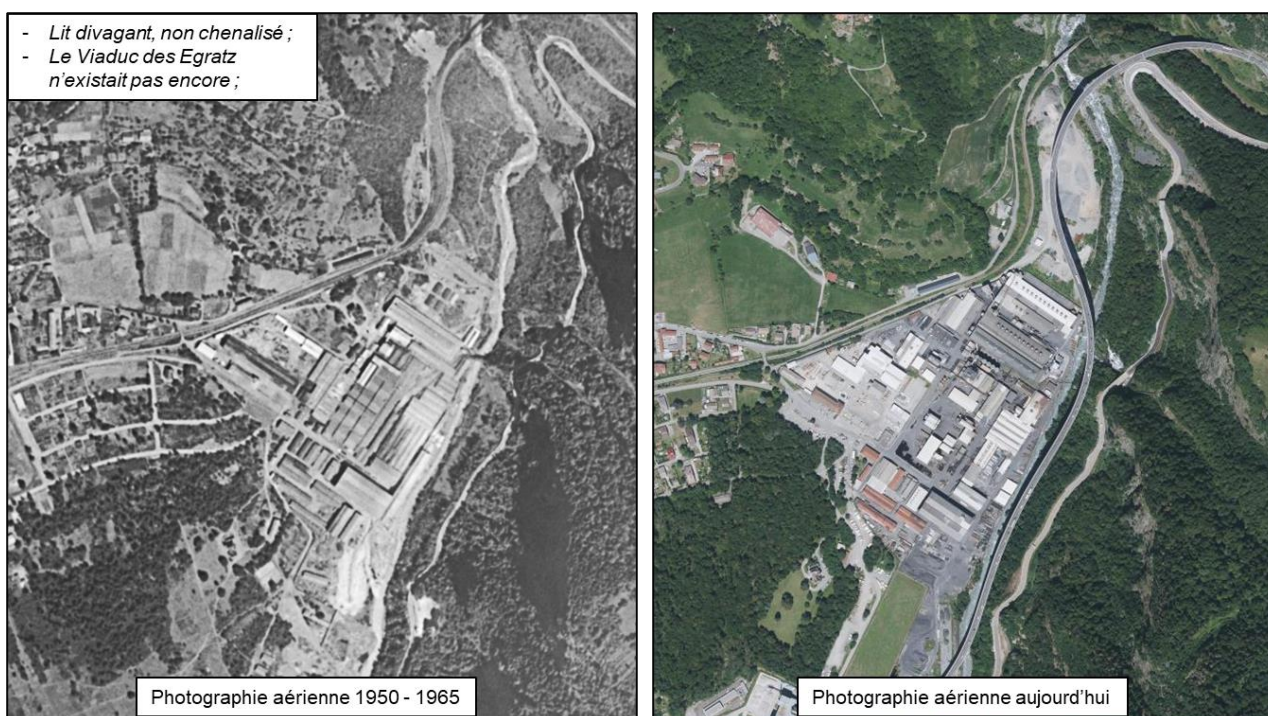 - Lit divagant, non chenalisé ;
- Le Viaduc des Egratz
n'existait pas encore ;
Photographie aérienne 1950 - 1965
Photographie aérienne aujourd'hui